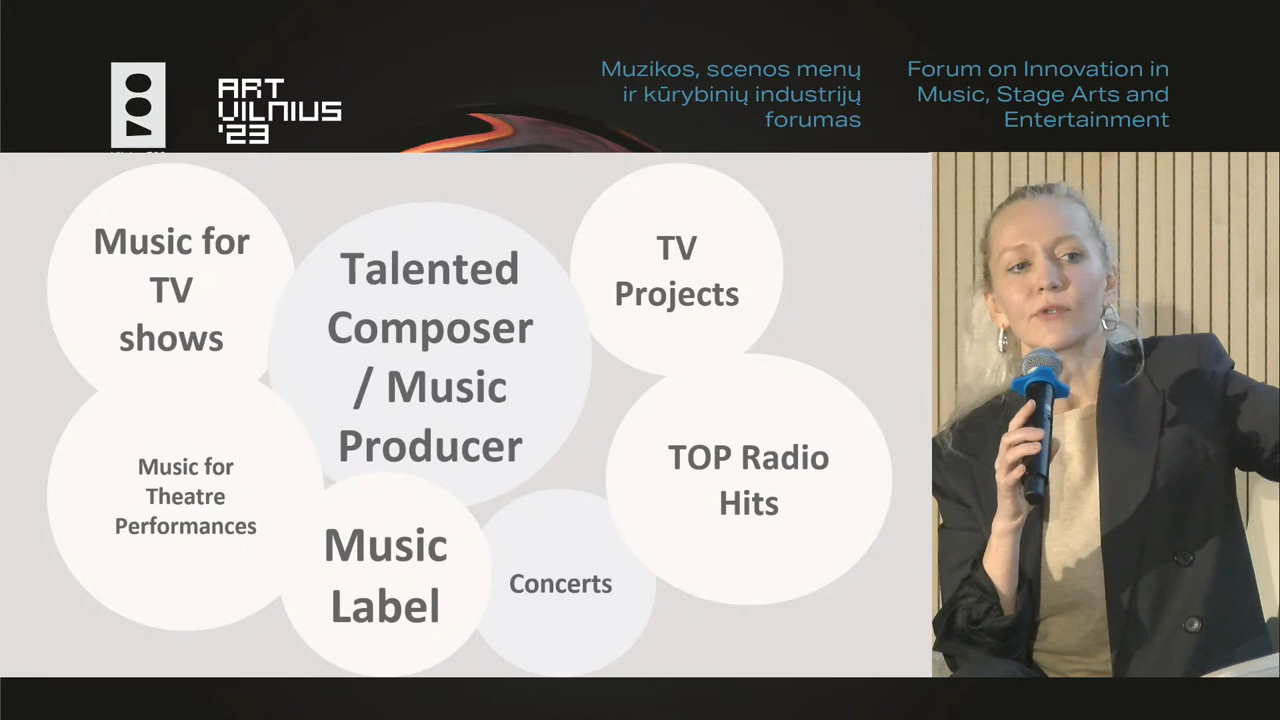 ART
VILNIUS
'23
Muzikos, scenos menų
ir kūrybinių industrijų
forumas
Forum on Innovation in
Music, Stage Arts and
Entertainment
Music for
TV
shows
Talented
Composer
/ Music
Producer
TV
Projects
Music for
Theatre
Performances
Music
Label
Concerts
TOP Radio
Hits